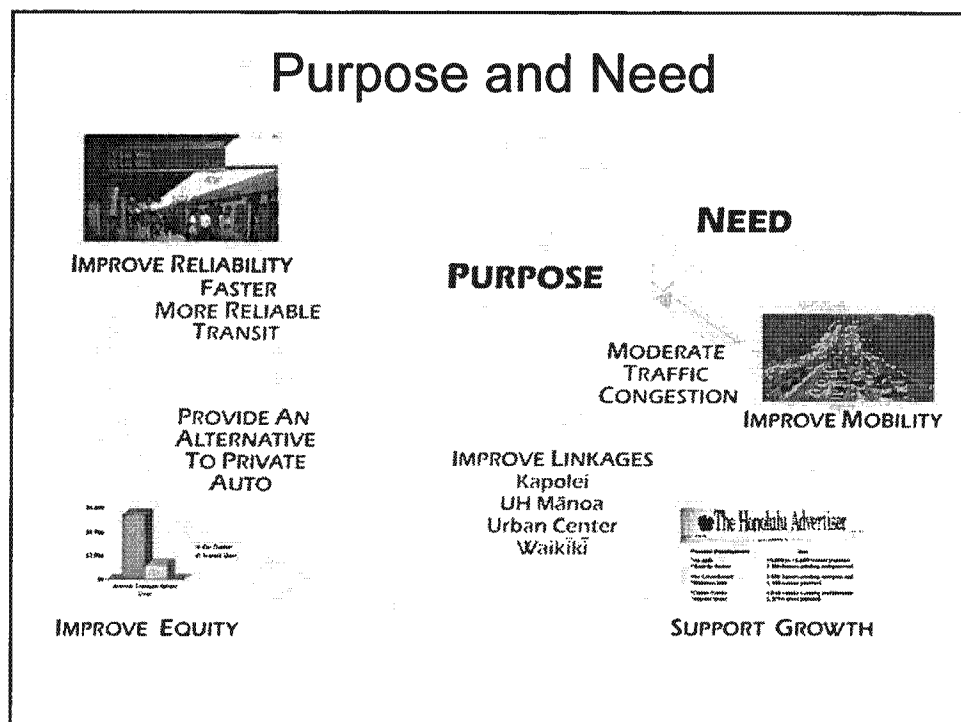 Purpose and Need
NEED
PURPOSE
IMPROVE RELIABILITY
FASTER
MORE RELIABLE
TRANSIT
MODERATE
TRAFFIC
CONGESTION
IMPROVE MOBILITY
PROVIDE AN
ALTERNATIVE
TO PRIVATE
AUTO
IMPROVE LINKAGES
Kapolei
UH Mānoa
Urban Center
Waikīkī
The Honolulu Advertiser
IMPROVE EQUITY
SUPPORT GROWTH